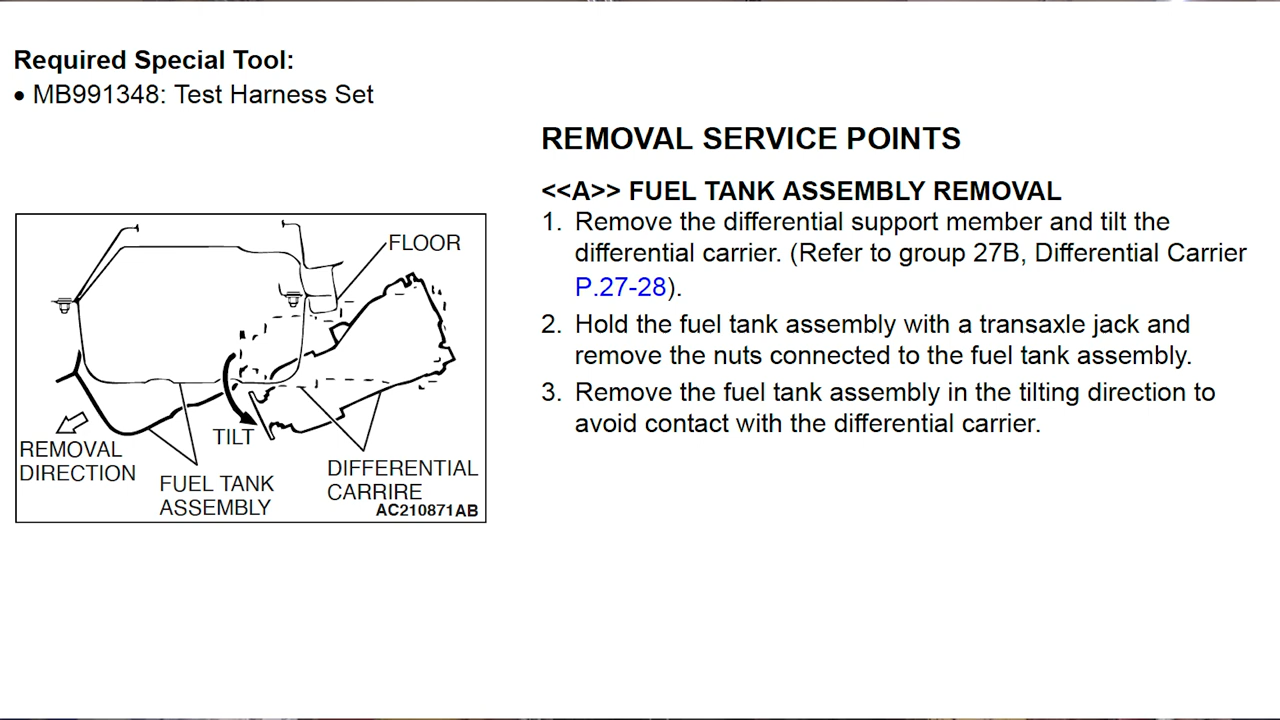 Required Special Tool:
• MB991348: Test Harness Set
REMOVAL SERVICE POINTS
<<A>> FUEL TANK ASSEMBLY REMOVAL
1. Remove the differential support member and tilt the
differential carrier. (Refer to group 27B, Differential Carrier
P.27-28).
2. Hold the fuel tank assembly with a transaxle jack and
remove the nuts connected to the fuel tank assembly.
3. Remove the fuel tank assembly in the tilting direction to
avoid contact with the differential carrier.
FLOOR
TILT
REMOVAL
DIRECTION
FUEL TANK
ASSEMBLY
DIFFERENTIAL
CARRIRE
AC210871AB